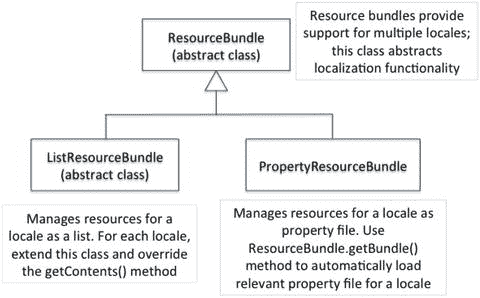 ResourceBundle
(abstract class)
Resource bundles provide
support for multiple locales;
this class abstracts
localization functionality
ListResourceBundle
(abstract class)
PropertyResourceBundle
Manages resources for a
locale as a list. For each locale,
extend this class and override
the getContents() method
Manages resources for a locale as
property file. Use
ResourceBundle.getBundle()
method to automatically load
relevant property file for a locale